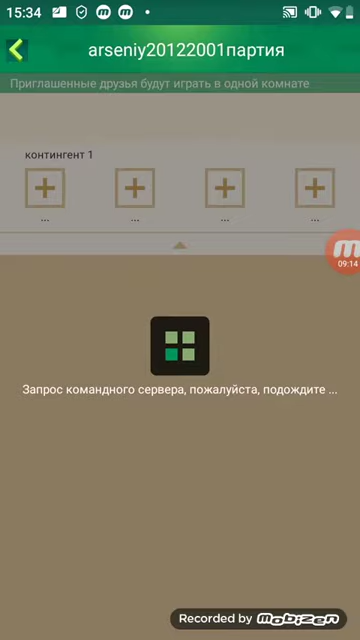 15:34
arseniy20122001партия
Приглашенные друзья будут играть в одной комнате
контингент 1
... ... ... ...
09:14
Запрос командного сервера, пожалуйста, подождите ...
Recorded by Mobizen